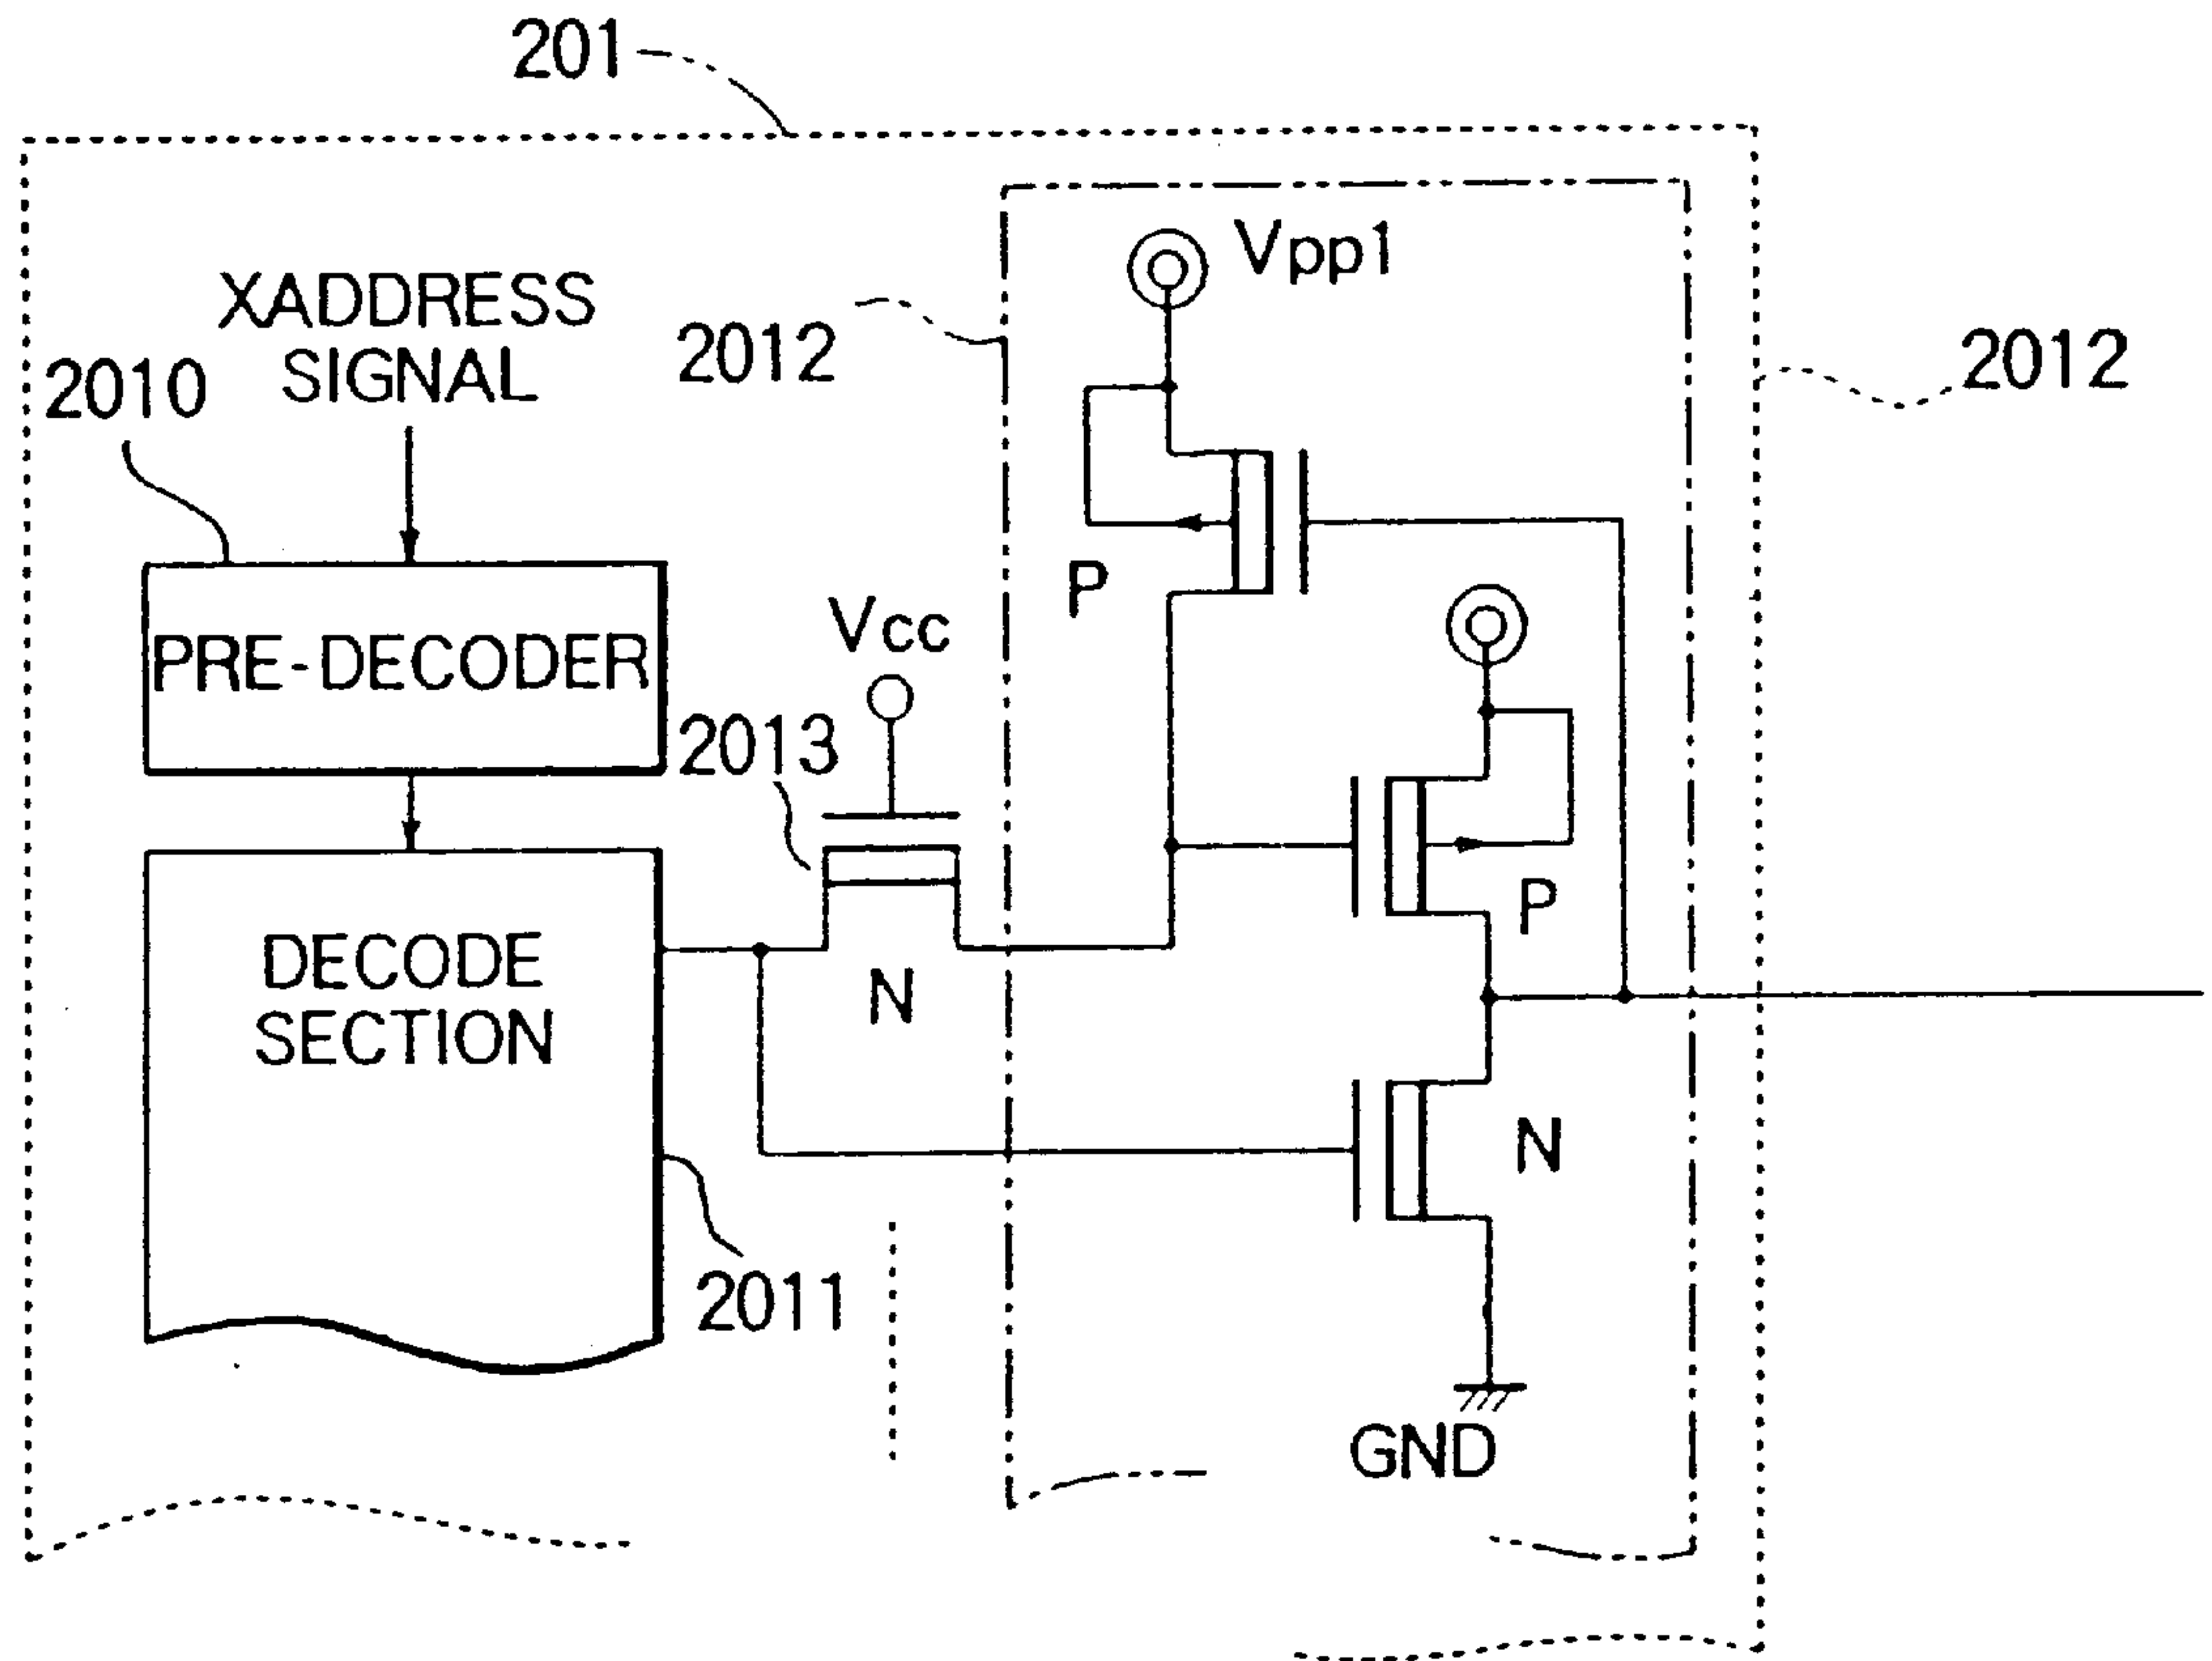 201
XADDRESS
SIGNAL
2010
2012
Vpp1
2012
PRE-DECODER
Vcc
2013
P
P
DECODE
SECTION
N
N
2011
GND